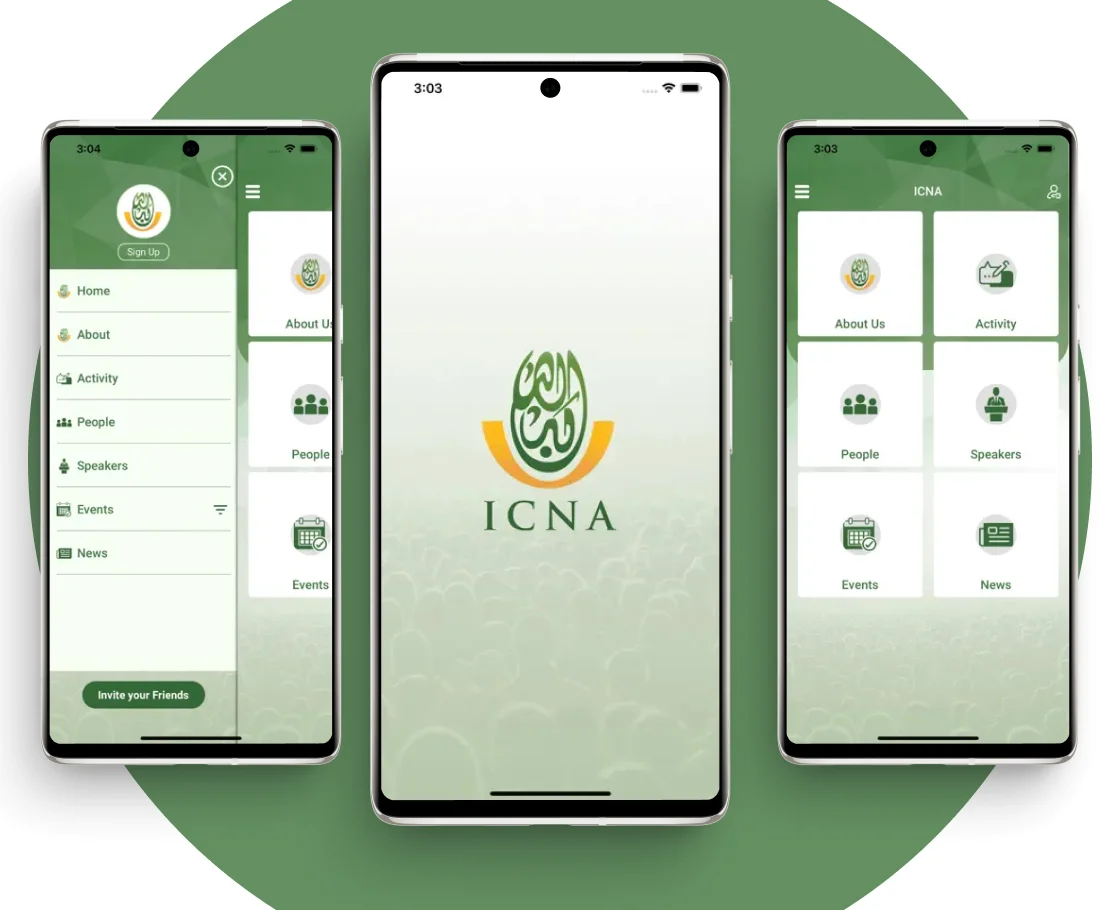 3:04
Sign Up
Home
About
Activity
People
Speakers
Events
News
Invite your Friends
About Us
People
Events
3:03
ICNA
3:03
ICNA
About Us
Activity
People
Speakers
Events
News